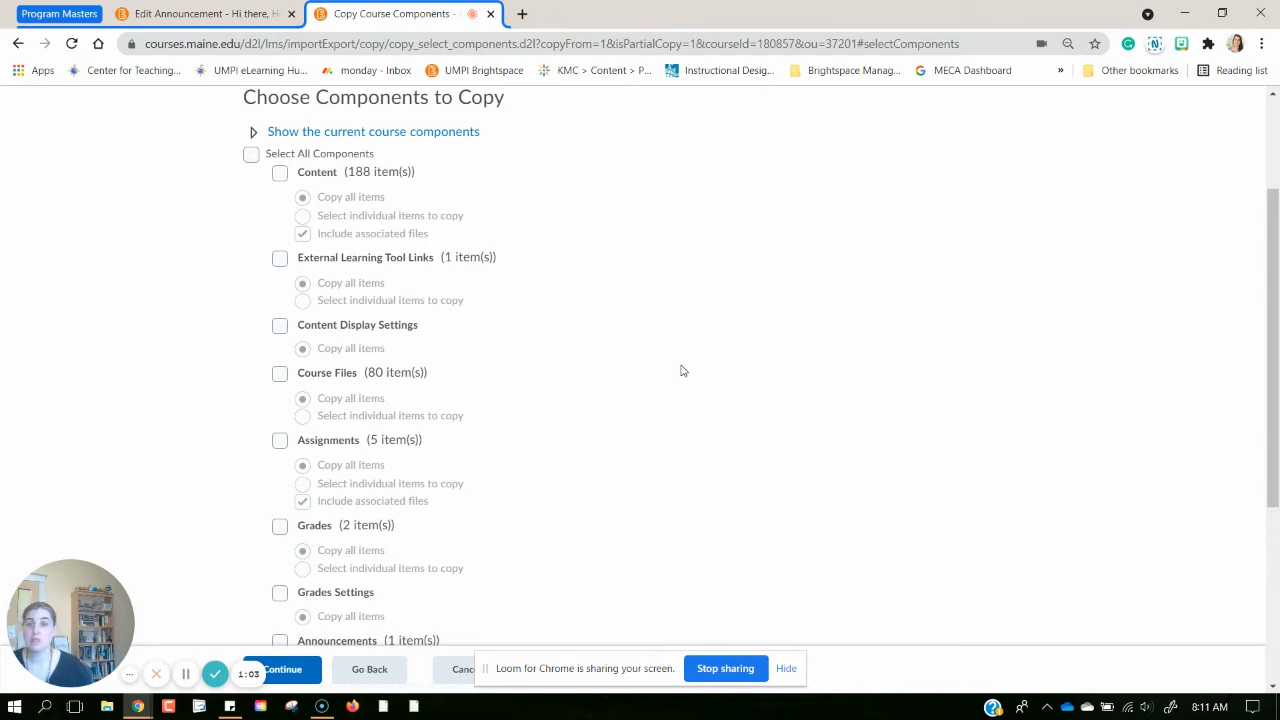 Program Masters
Edit Announcement - Hi there, H
Copy Course Components -
courses.maine.edu/d2l/lms/importExport/copy/copy_select_components.d2l?copyFrom=1&isPartialCopy=1&courseId=180857&ou=37201#selectComponents
Apps
Center for Teaching...
UMPI eLearning Hu...
monday - Inbox
UMPI Brightspace
KMC > Content > P...
Instructional Desig...
Brightspace Manag...
MECA Dashboard
»
Other bookmarks
Reading list
Choose Components to Copy
Show the current course components
Select All Components
Content (188 item(s))
Copy all items
Select individual items to copy
Include associated files
External Learning Tool Links (1 item(s))
Copy all items
Select individual items to copy
Content Display Settings
Copy all items
Course Files (80 item(s))
Copy all items
Select individual items to copy
Assignments (5 item(s))
Copy all items
Select individual items to copy
Include associated files
Grades (2 item(s))
Copy all items
Select individual items to copy
Grades Settings
Copy all items
Announcements (1 item(s))
1:03
Continue
Go Back
Canc
Loom for Chrome is sharing your screen.
Stop sharing
Hide
8:11 AM